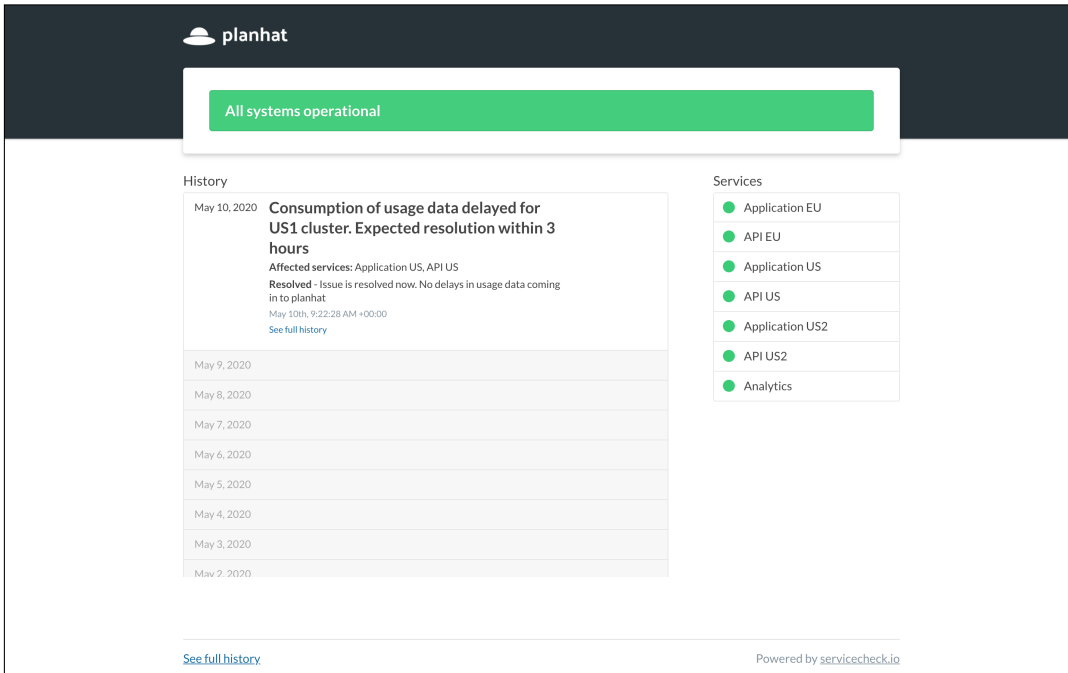 planhat
All systems operational
History
May 10, 2020
Consumption of usage data delayed for
US1 cluster. Expected resolution within 3
hours
Affected services: Application US, API US
Resolved - Issue is resolved now. No delays in usage data coming
in to planhat
May 10th, 9:22:28 AM +00:00
See full history
May 9, 2020
May 8, 2020
May 7, 2020
May 6, 2020
May 5, 2020
May 4, 2020
May 3, 2020
May 2, 2020
Services
Application EU
API EU
Application US
API US
Application US2
API US2
Analytics
See full history
Powered by servicecheck.io